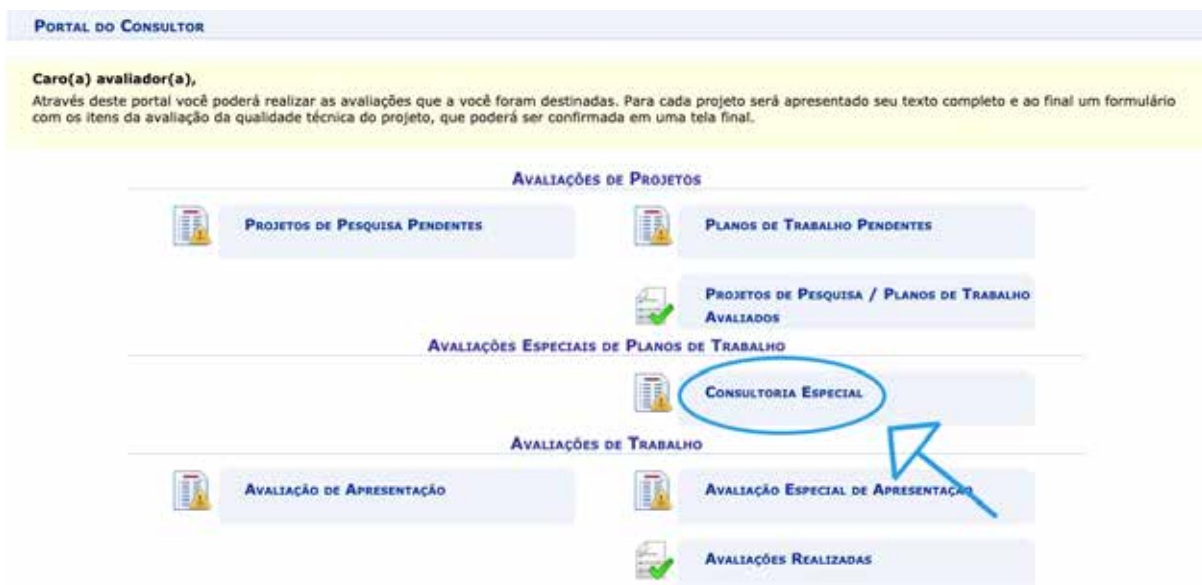 Portal do Consultor
Caro(a) avaliador(a),
Através deste portal você poderá realizar as avaliações que a você foram destinadas. Para cada projeto será apresentado seu texto completo e ao final um formulário
com os itens da avaliação da qualidade técnica do projeto, que poderá ser confirmada em uma tela final.
Avaliações de Projetos
Projetos de Pesquisa Pendentes
Planos de Trabalho Pendentes
Projetos de Pesquisa / Planos de Trabalho
Avaliados
Avaliações Especiais de Planos de Trabalho
Consultoria Especial
Avaliações de Trabalho
Avaliação de Apresentação
Avaliação Especial de Apresentação
Avaliações Realizadas